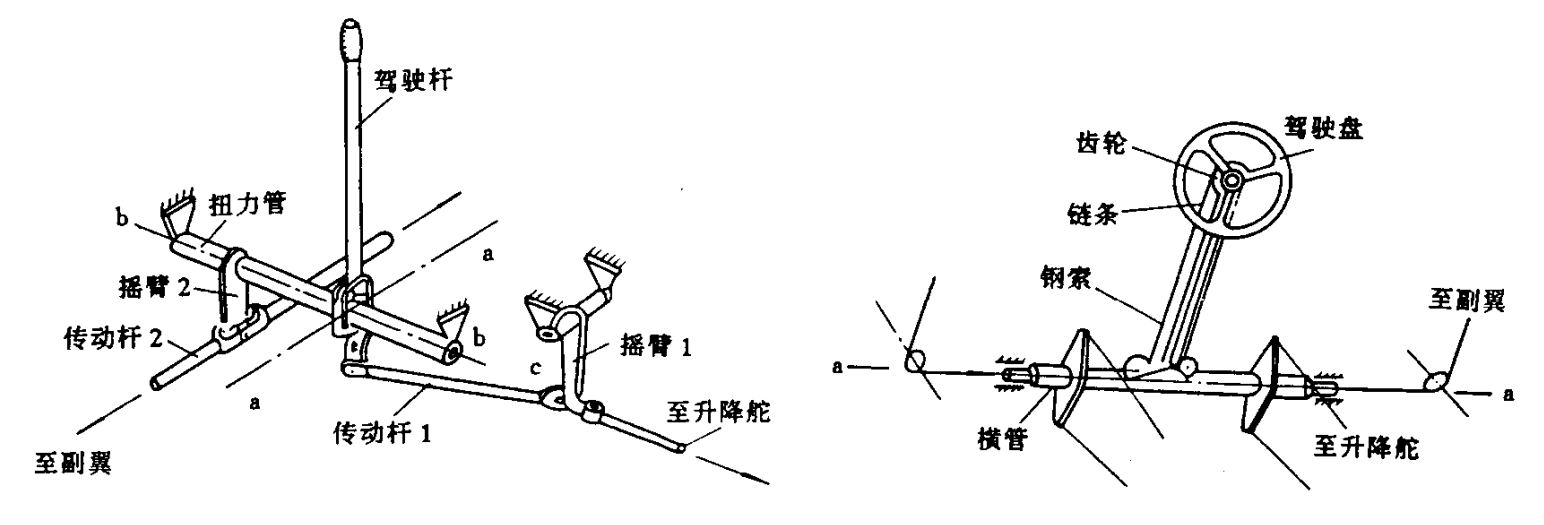 驾驶杆
b
扭力管
a
摇臂2
传动杆2
b
c
摇臂1
a
传动杆1
至升降舵
至副翼
驾驶盘
齿轮
链条
钢索
至副翼
a
a
横管
至升降舵